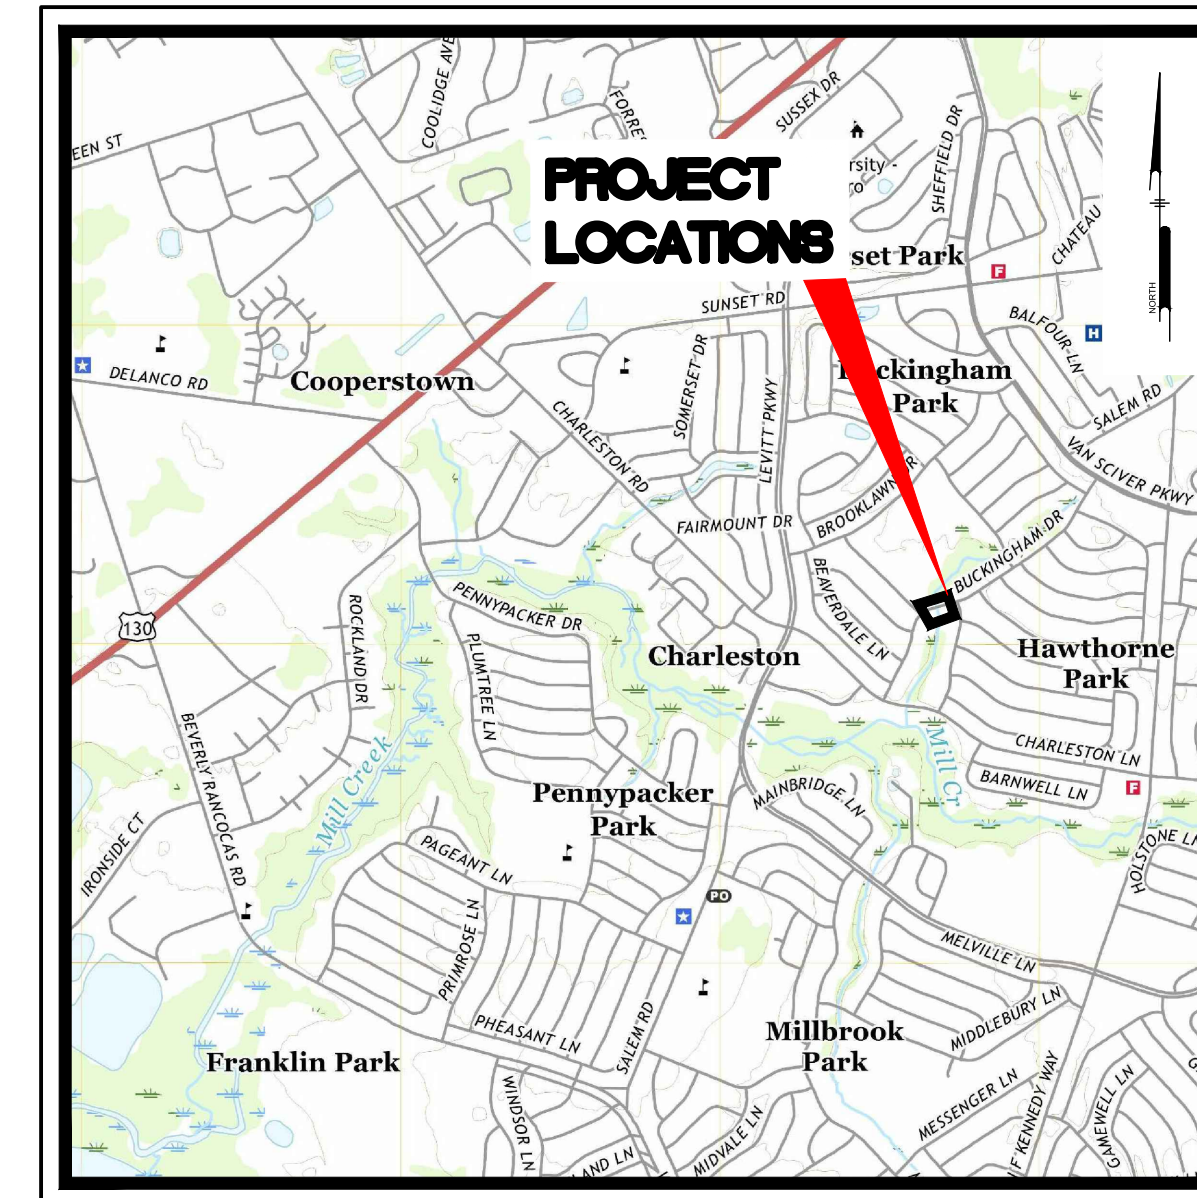 COOLIDGE AVE
SUSSEX DR
EEN ST
SHEFFIELD DR
PROJECT
LOCATIONS
rsity -
ro
CHATEAU
set Park
F
NORTH
SUNSET RD
BALFOUR LN
H
DELANCO RD
Cooperstown
SOMERSET DR
LEVITT PKWY
ckingham
Park
SALEM RD
CHARLESTON RD
VAN SCIVER PKWY
BROOKLAWN DR
FAIRMOUNT DR
BUCKINGHAM DR
BEAVERDALE LN
PENNYPACKER DR
ROCKLAND DR
130
PLUMTREE LN
Charleston
Hawthorne
Park
BEVERLY RANCOCAS RD
Mill Creek
Mill Cr
CHARLESTON LN
BARNWELL LN
F
MAINBRIDGE LN
Pennypacker
Park
IRONSIDE CT
PAGEANT LN
HOLSTONE LN
PO
PRIMROSE LN
MELVILLE LN
SALEM RD
PHEASANT LN
Millbrook
Park
MIDDLEBURY LN
Franklin Park
WINDSOR LN
MIDVALE LN
LAND LN
MESSENGER LN
F KENNEDY WAY
GAMEWELL LN